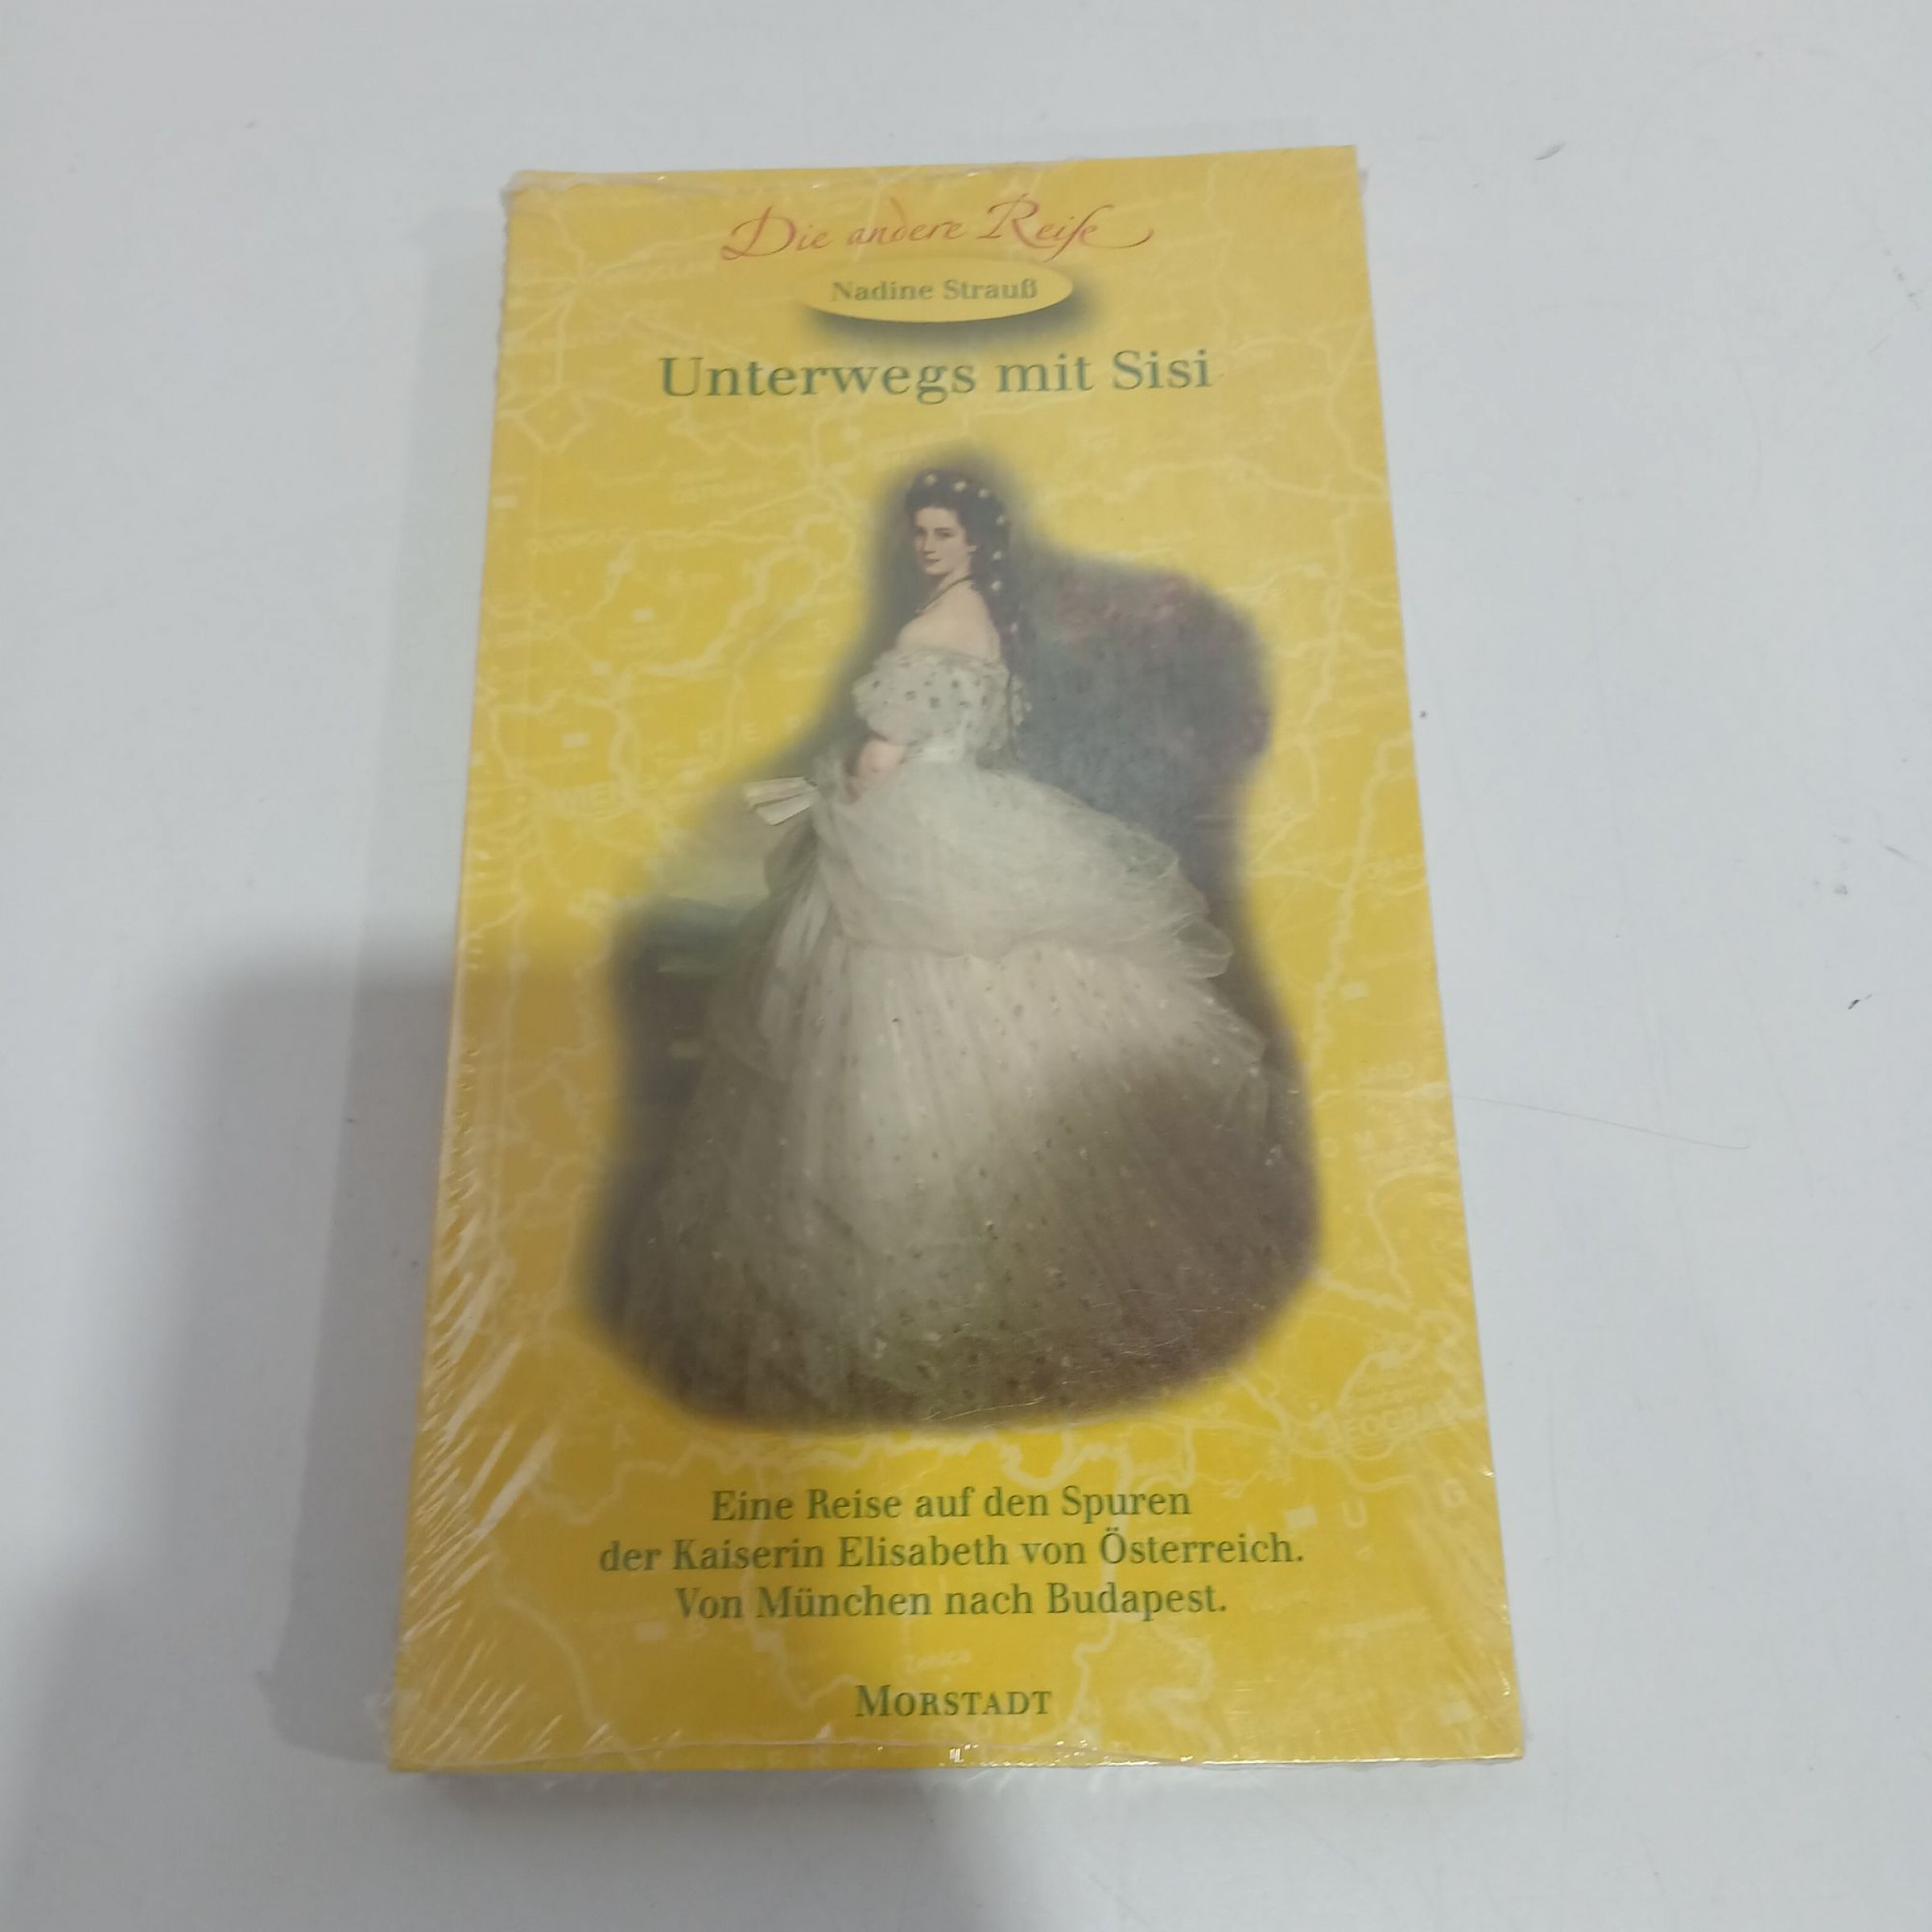 Die andere Reise
Nadine Strauß
Unterwegs mit Sisi
Eine Reise auf den Spuren
der Kaiserin Elisabeth von Österreich.
Von München nach Budapest.
MORSTADT